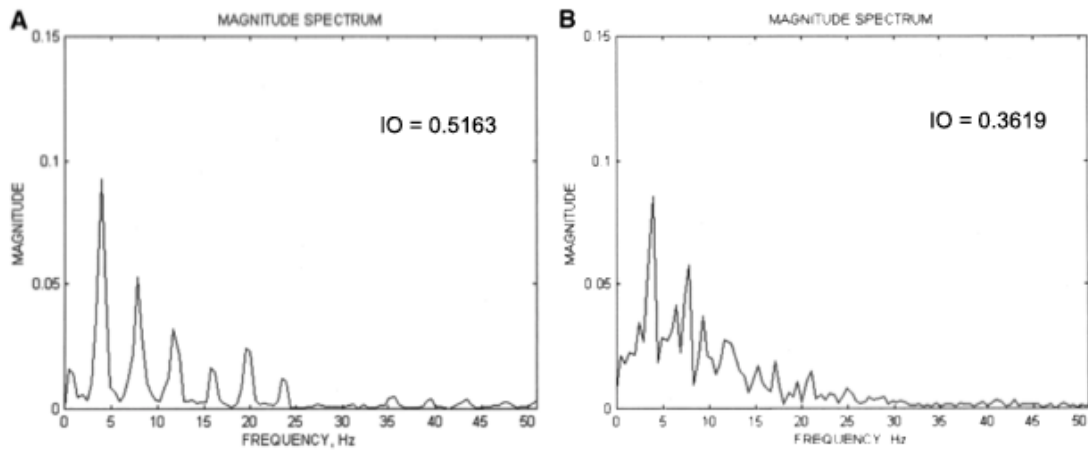 A
MAGNITUDE SPECTRUM
0.15
0.1
0.05
0
MAGNITUDE
IO = 0.5163
0 5 10 15 20 25 30 35 40 45 50
FREQUENCY, Hz
B
MAGNITUDE SPECTRUM
0.15
0.1
0.05
0
MAGNITUDE
IO = 0.3619
0 5 10 15 20 25 30 35 40 45 50
FREQUENCY, Hz